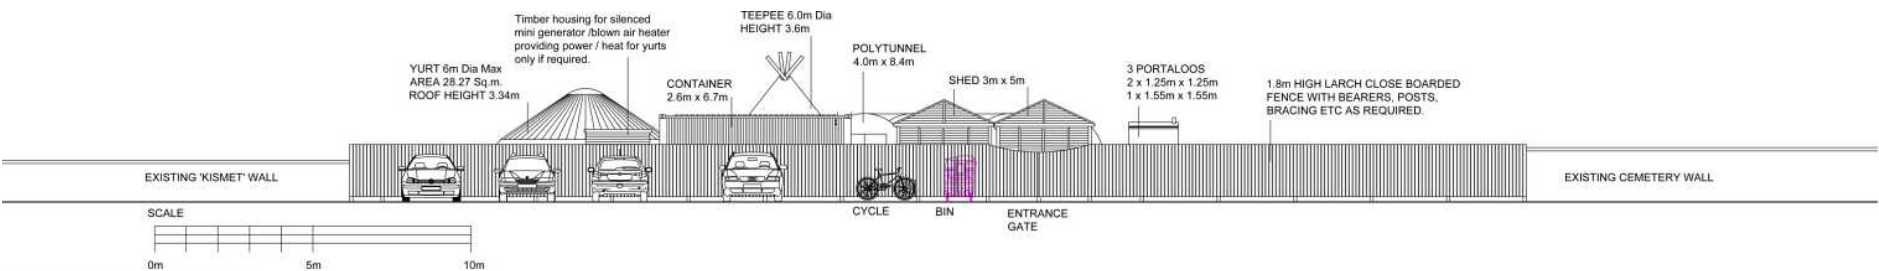 Timber housing for silenced
mini generator /blown air heater
providing power / heat for yurts
only if required.
TEEPEE 6.0m Dia
HEIGHT 3.6m
YURT 6m Dia Max
AREA 28.27 Sq.m.
ROOF HEIGHT 3.34m
CONTAINER
2.6m x 6.7m
POLYTUNNEL
4.0m x 8.4m
SHED 3m x 5m
3 PORTALOOS
2 x 1.25m x 1.25m
1 x 1.55m x 1.55m
1.8m HIGH LARCH CLOSE BOARDED
FENCE WITH BEARERS, POSTS,
BRACING ETC AS REQUIRED.
EXISTING 'KISMET' WALL
EXISTING CEMETERY WALL
CYCLE
BIN
ENTRANCE
GATE
SCALE
0m
5m
10m